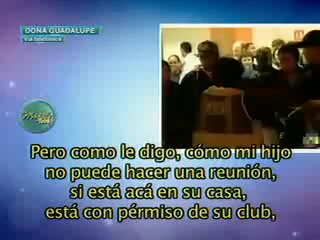 DOÑA GUADALUPE
Vía telefónica
Pero como le digo, cómo mi hijo
no puede hacer una reunión,
si está acá en su casa,
está con pérmiso de su club,